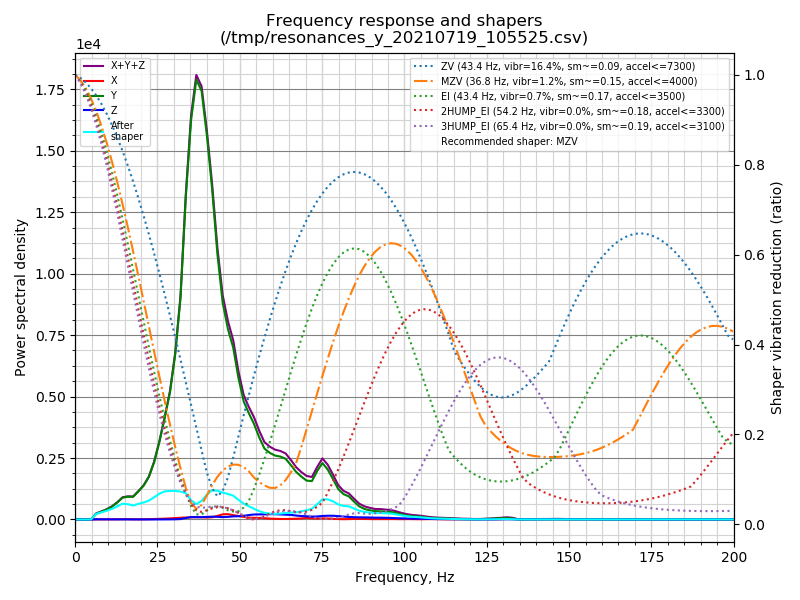 Frequency response and shapers
(/tmp/resonances_y_20210719_105525.csv)
1e4
X+Y+Z
X
Y
Z
After
shaper
ZV (43.4 Hz, vibr=16.4%, sm~=0.09, accel<=7300)
MZV (36.8 Hz, vibr=1.2%, sm~=0.15, accel<=4000)
EI (43.4 Hz, vibr=0.7%, sm~=0.17, accel<=3500)
2HUMP_EI (54.2 Hz, vibr=0.0%, sm~=0.18, accel<=3300)
3HUMP_EI (65.4 Hz, vibr=0.0%, sm~=0.19, accel<=3100)
Recommended shaper: MZV
Power spectral density
1.75
1.50
1.25
1.00
0.75
0.50
0.25
0.00
1.0
0.8
0.6
0.4
0.2
0.0
Shaper vibration reduction (ratio)
0 25 50 75 100 125 150 175 200
Frequency, Hz